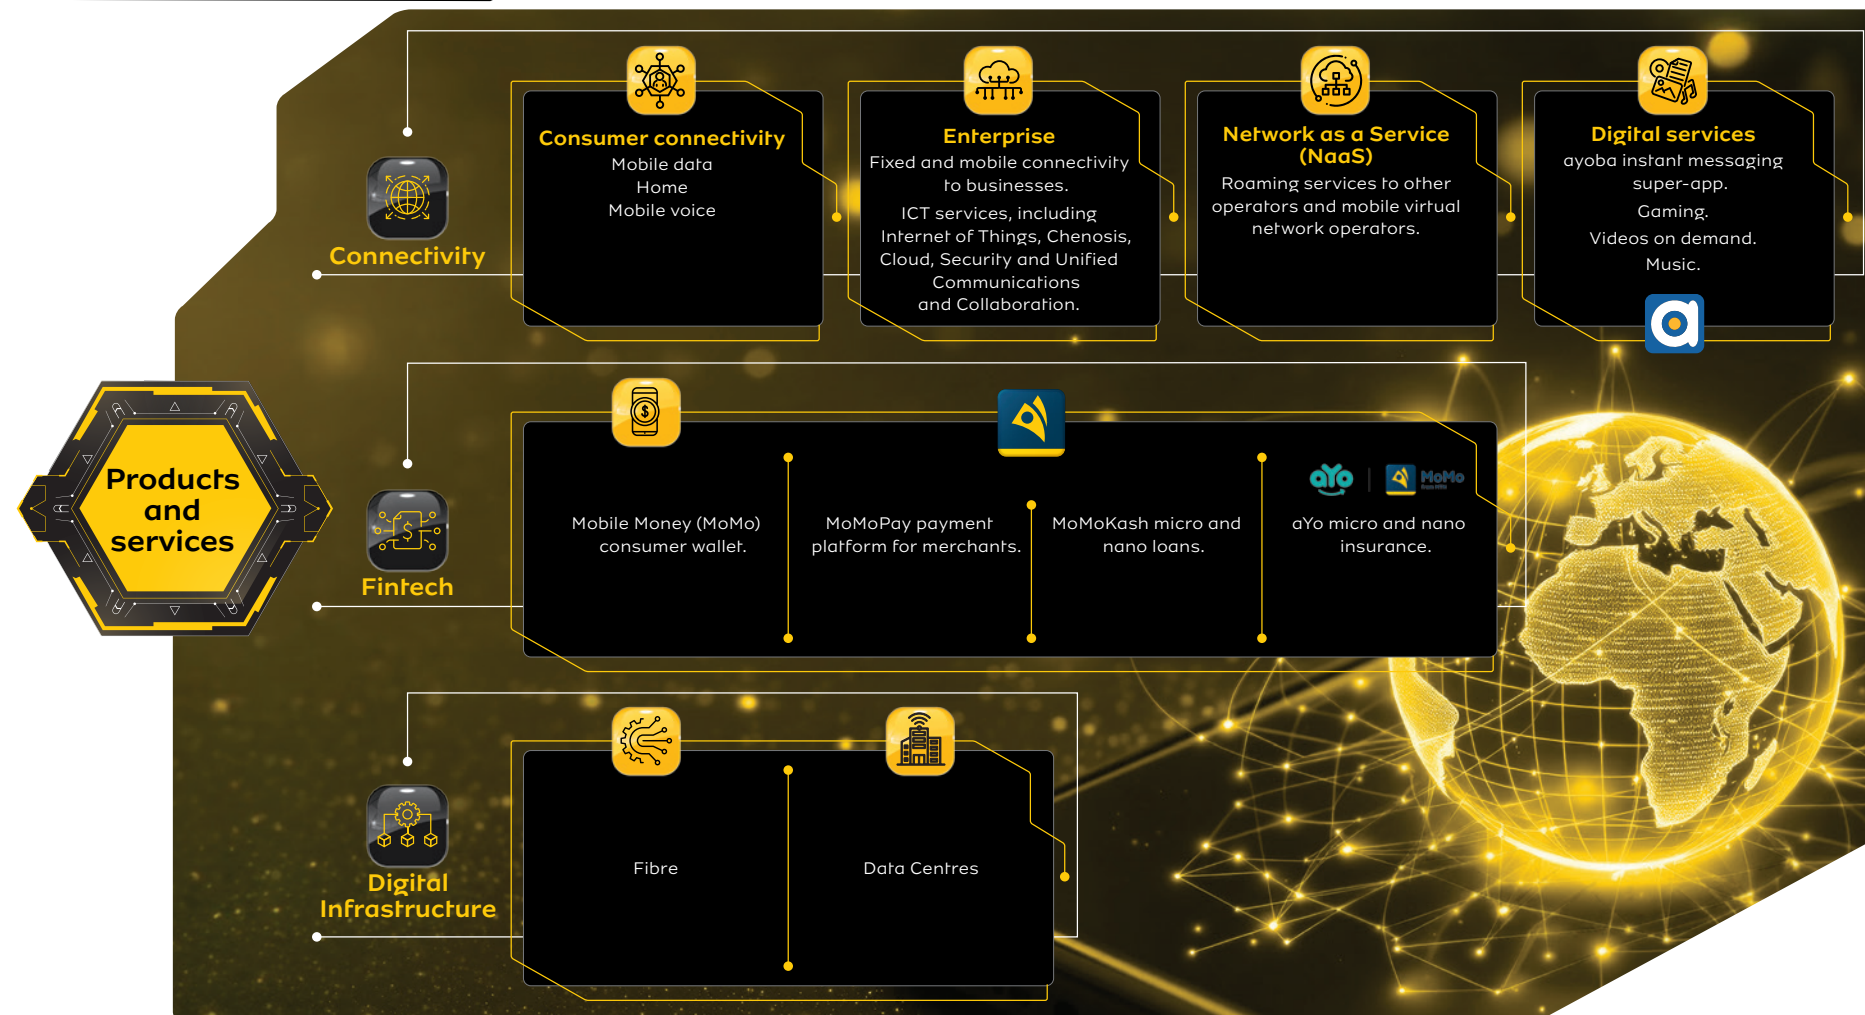 Products
and
services
Connectivity
Consumer connectivity
Mobile data
Home
Mobile voice
Enterprise
Fixed and mobile connectivity
to businesses.
ICT services, including
Internet of Things, Chenosis,
Cloud, Security and Unified
Communications
and Collaboration.
Network as a Service
(NaaS)
Roaming services to other
operators and mobile virtual
network operators.
Digital services
ayoba instant messaging
super-app.
Gaming.
Videos on demand.
Music.
Fintech
Mobile Money (MoMo)
consumer wallet.
MoMoPay payment
platform for merchants.
MoMoKash micro and
nano loans.
aYo
MoMo
aYo micro and nano
insurance.
Digital
Infrastructure
Fibre
Data Centres